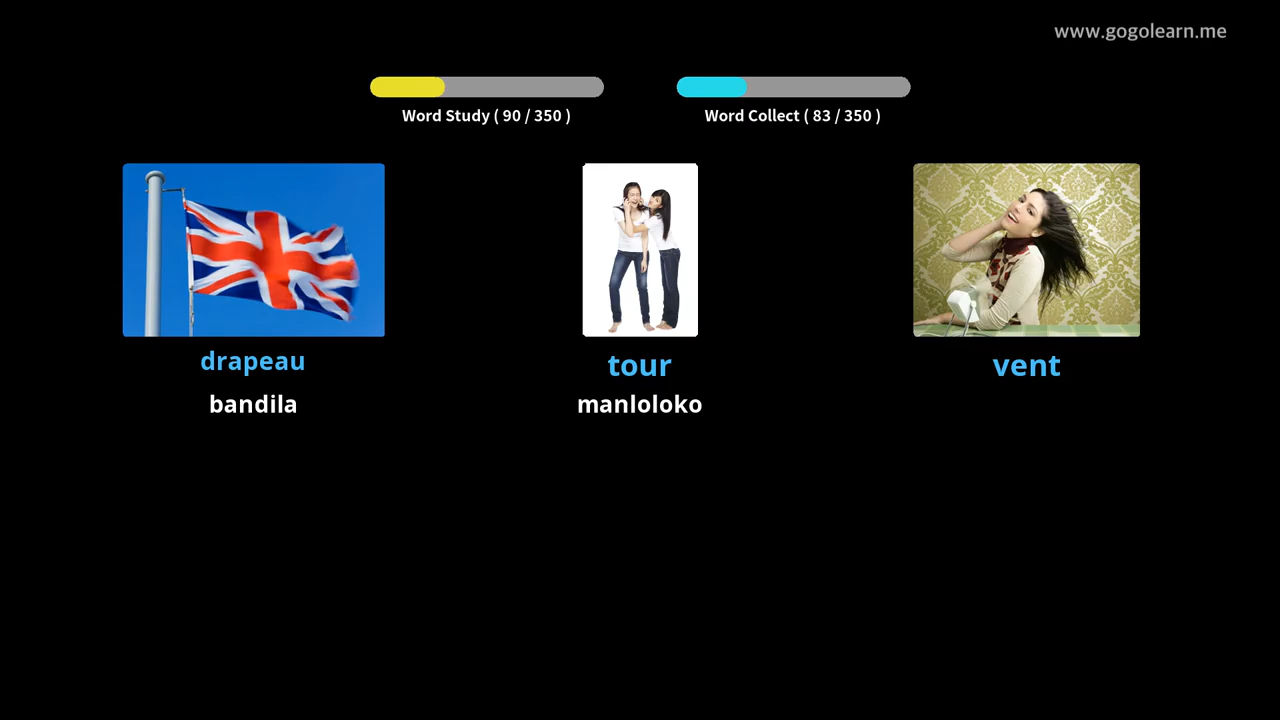 www.gogolearn.me
Word Study ( 90 / 350 )
Word Collect ( 83 / 350 )
drapeau
bandila
tour
manloloko
vent